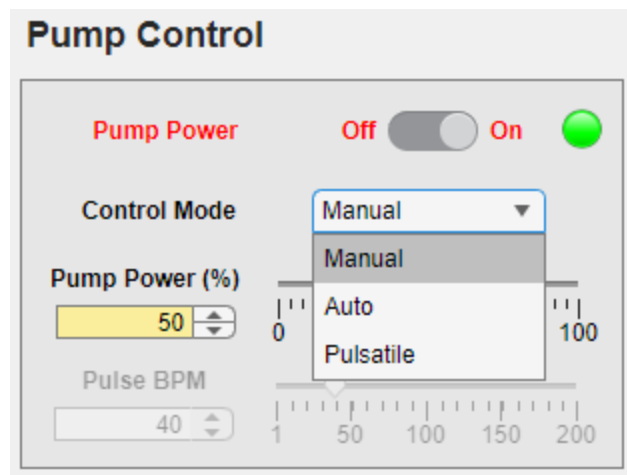 Pump Control
Pump Power Off On
Control Mode Manual
Manual
Pump Power (%)
Auto
50 0 100
Pulsatile
Pulse BPM
40 1 50 100 150 200